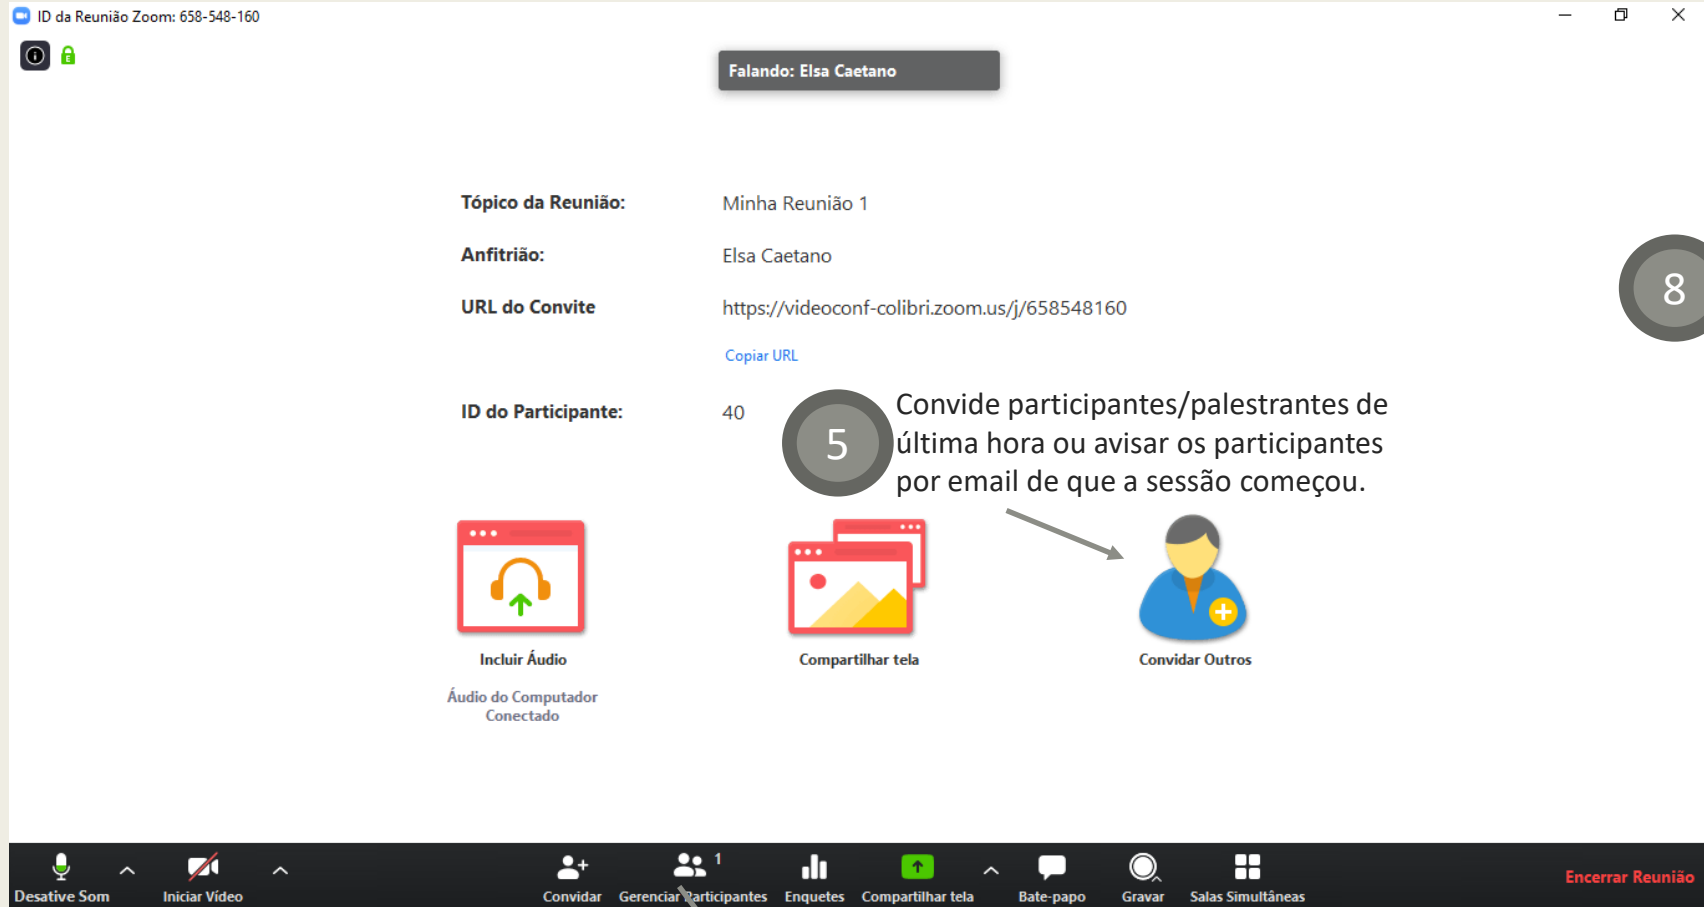 ID da Reunião Zoom: 658-548-160
Falando: Elsa Caetano
Tópico da Reunião: Minha Reunião 1
Anfitrião: Elsa Caetano
URL do Convite https://videoconf-colibri.zoom.us/j/658548160
Copiar URL
8
ID do Participante: 40
5
Convide participantes/palestrantes de
última hora ou avisar os participantes
por email de que a sessão começou.
Incluir Áudio
Áudio do Computador
Conectado
Compartilhar tela
Convidar Outros
1
Desative Som Iniciar Vídeo Convidar Gerenciar Participantes Enquetes Compartilhar tela Bate-papo Gravar Salas Simultâneas Encerrar Reunião